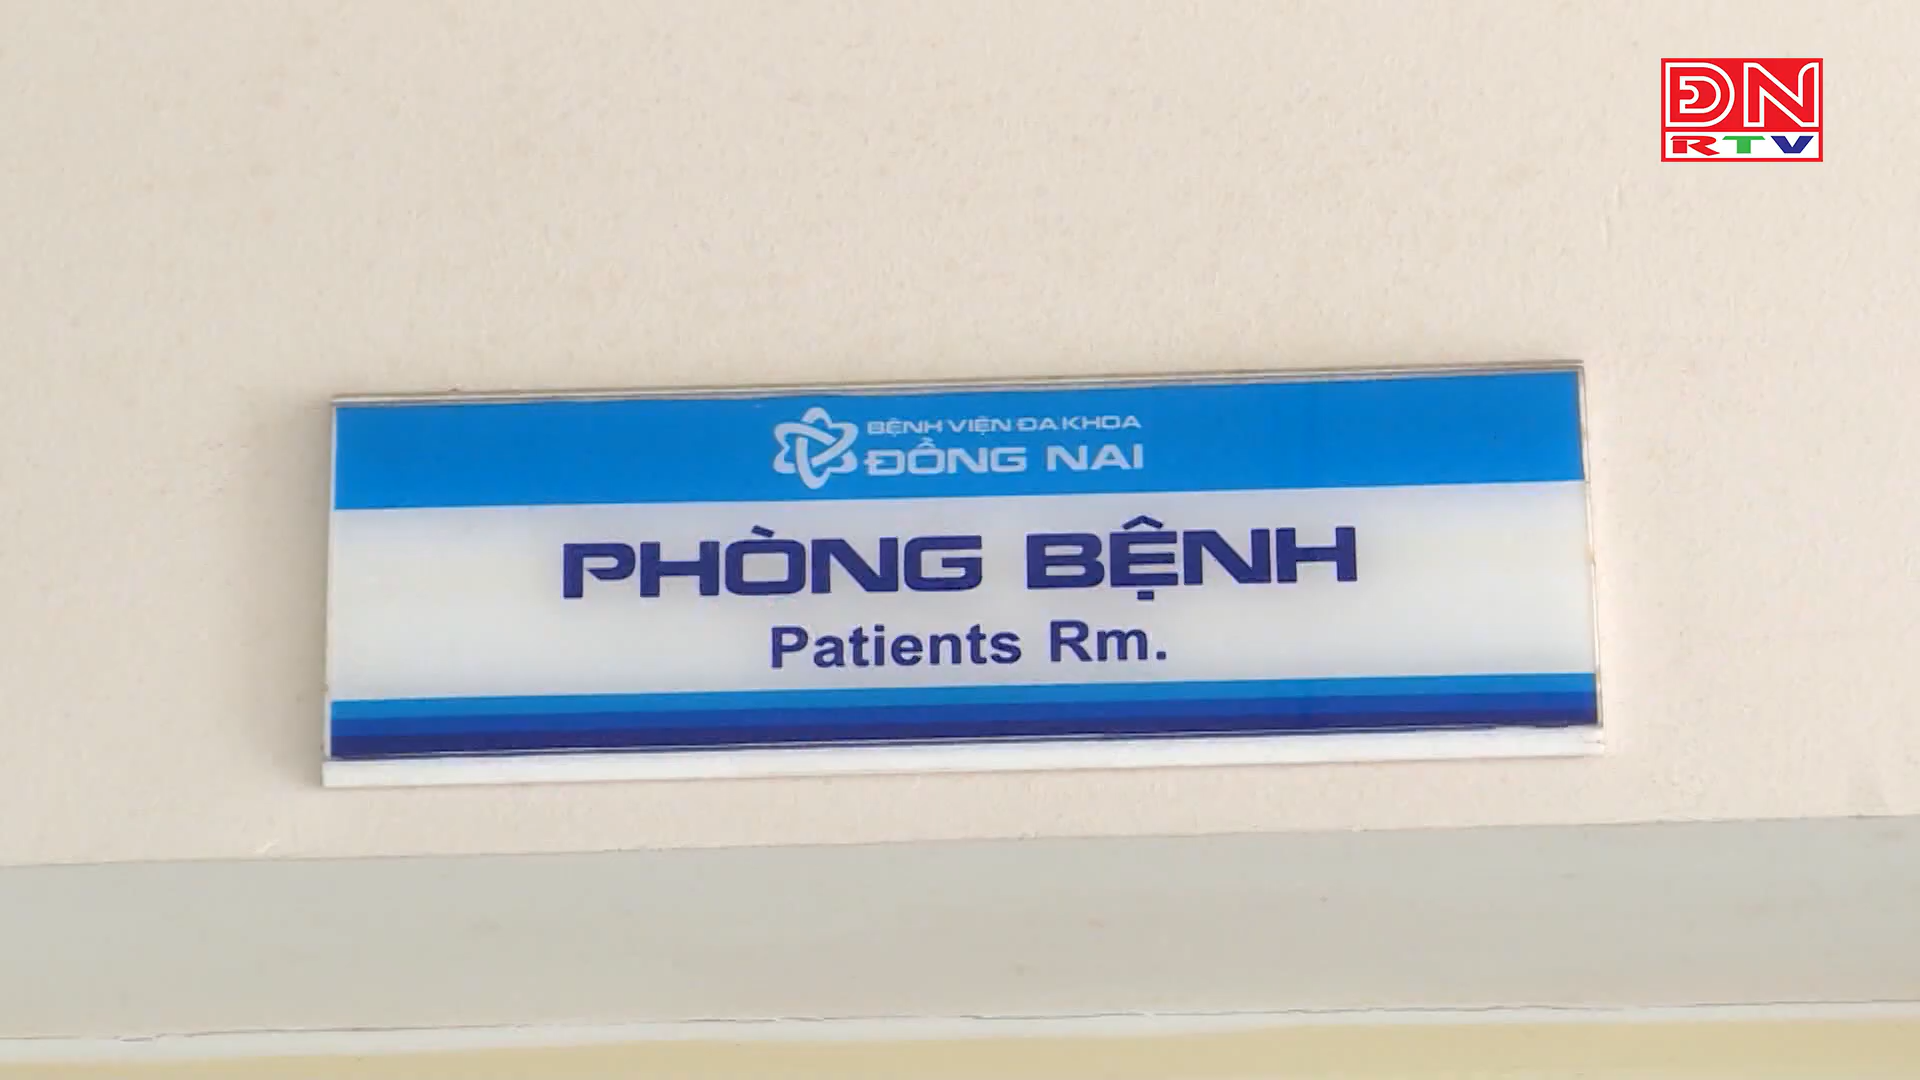 ĐN
RTV
BỆNH VIỆN ĐA KHOA
ĐỒNG NAI
PHÒNG BỆNH
Patients Rm.